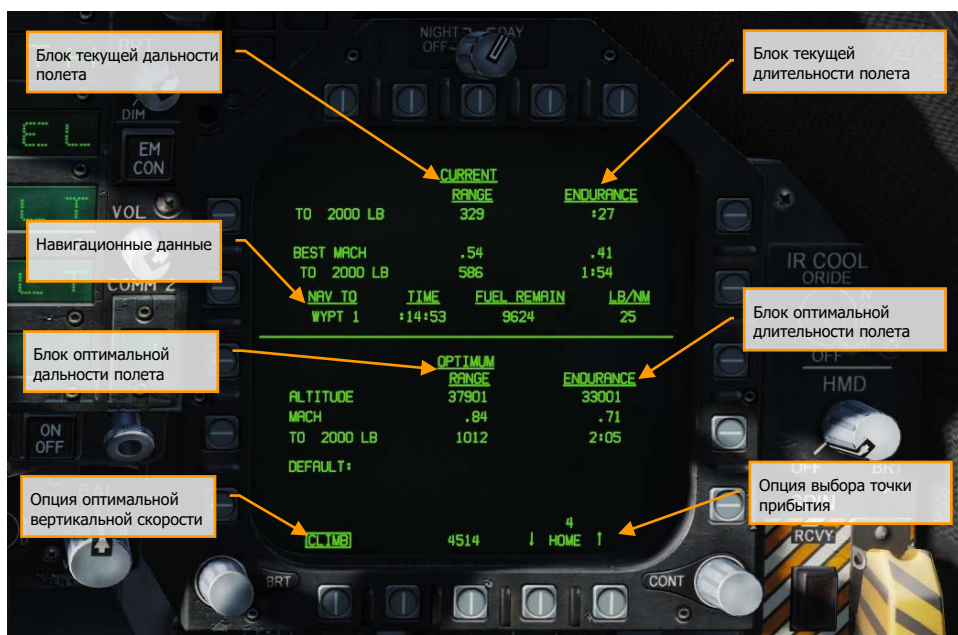 NIGHT DAY
OFF
BRT
Блок текущей дальности
полета
Блок текущей
длительности полета
DIM
EL
EM
CON
CURRENT
RANGE ENDURANCE
TO 2000 LB 329 :27
L T
VOL
BEST MACH .54 .41
TO 2000 LB 586 1:54
Навигационные данные
IR COOL
ORIDE
N
L T
COMM 2
NAV TO TIME FUEL REMAIN LB/NM
WYPT 1 :14:53 9624 25
Блок оптимальной
длительности полета
Блок оптимальной
дальности полета
OPTIMUM
RANGE ENDURANCE
OFF
HMD
ALTITUDE 37901 33001
MACH .84 .71
TO 2000 LB 1012 2:05
ON
OFF
DEFAULT:
OFF BRT
Опция оптимальной
вертикальной скорости
Опция выбора точки
прибытия
SPIN
RCVY
4
CLIMB 4514 ↓ HOME ↑
BRT
CONT